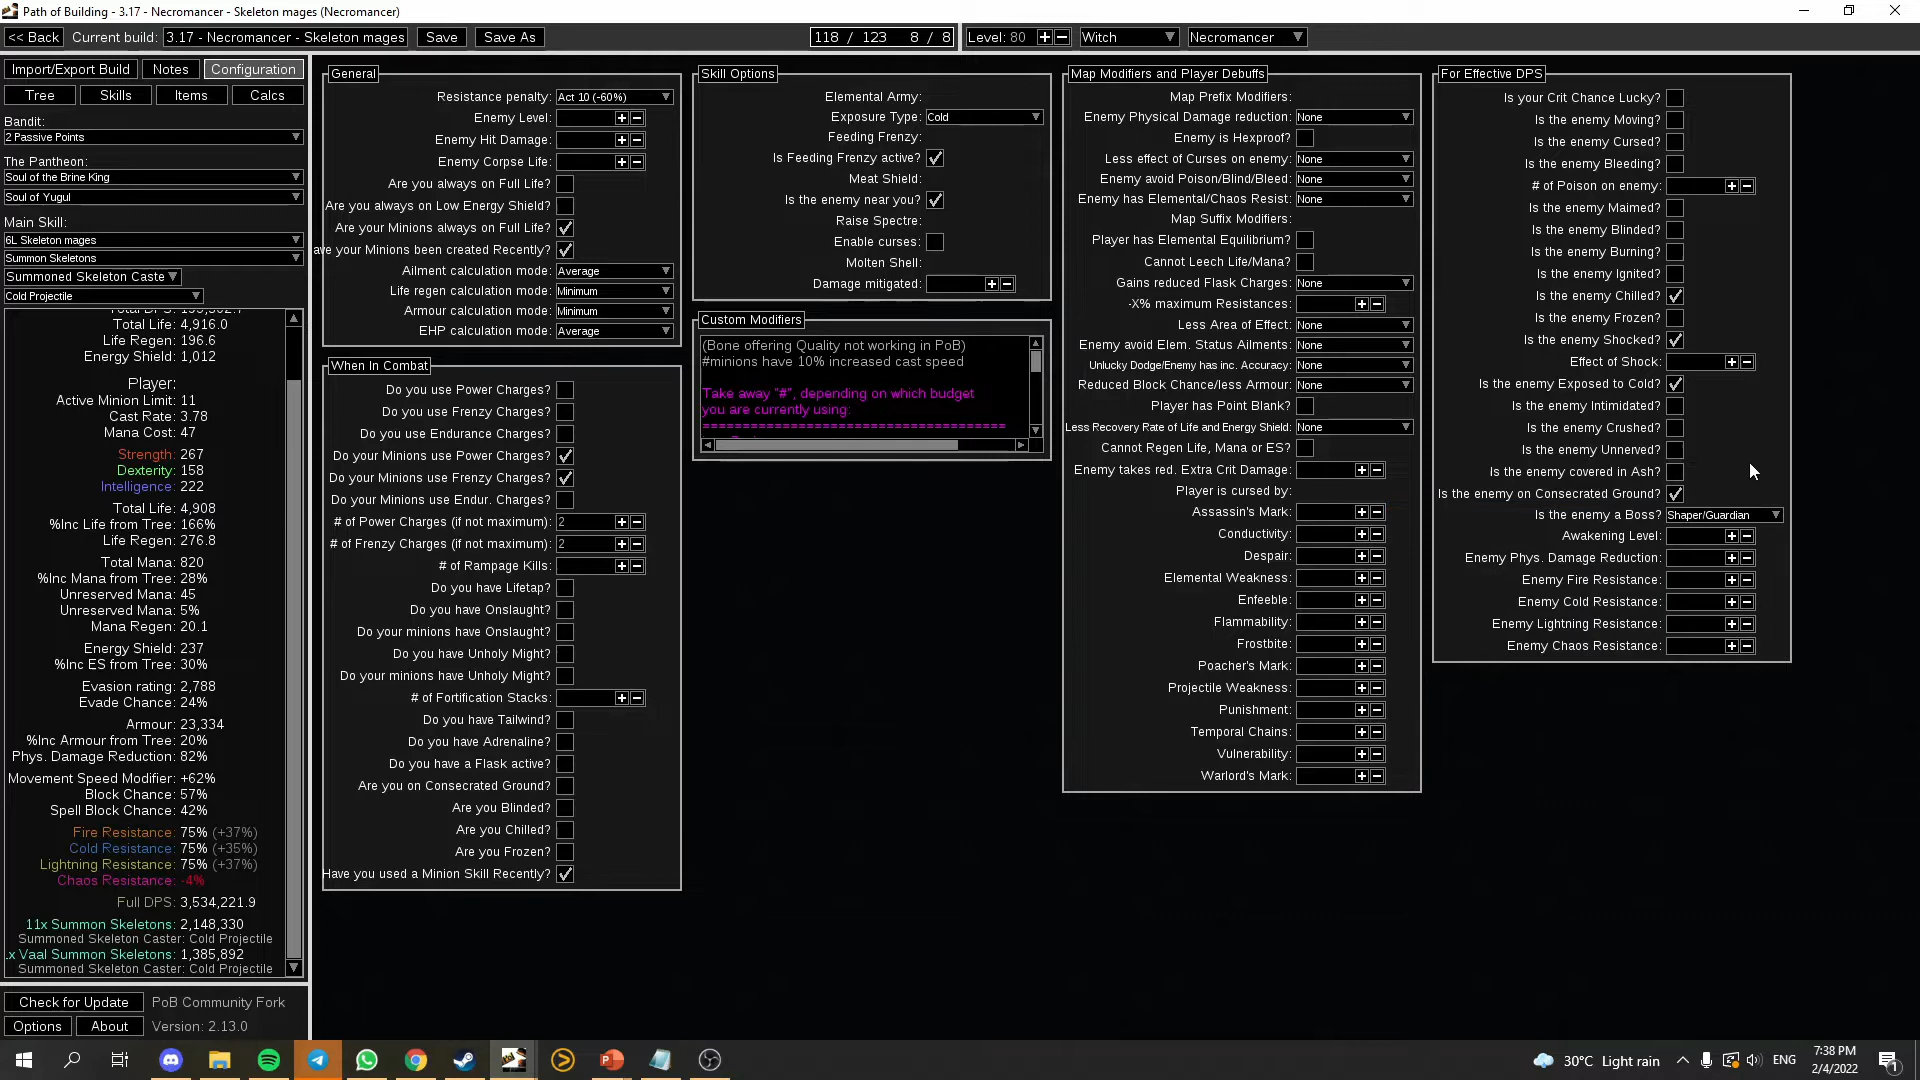 Path of Building - 3.17 - Necromancer - Skeleton mages (Necromancer)
<< Back Current build: 3.17 - Necromancer - Skeleton mages Save Save As 118 / 123 8 / 8 Level: 80 + - Witch Necromancer
Import/Export Build Notes Configuration
Tree Skills Items Calcs
Bandit:
2 Passive Points
The Pantheon:
Soul of the Brine King
Soul of Yugul
Main Skill:
6L Skeleton mages
Summon Skeletons
Summoned Skeleton Caste
Cold Projectile
Total Life: 4,916.0
Life Regen: 196.6
Energy Shield: 1,012
Player:
Active Minion Limit: 11
Cast Rate: 3.78
Mana Cost: 47
Strength: 267
Dexterity: 158
Intelligence: 222
Total Life: 4,908
%Inc Life from Tree: 166%
Life Regen: 276.8
Total Mana: 820
%Inc Mana from Tree: 28%
Unreserved Mana: 45
Unreserved Mana: 5%
Mana Regen: 20.1
Energy Shield: 237
%Inc ES from Tree: 30%
Evasion rating: 2,788
Evade Chance: 24%
Armour: 23,334
%Inc Armour from Tree: 20%
Phys. Damage Reduction: 82%
Movement Speed Modifier: +62%
Block Chance: 57%
Spell Block Chance: 42%
Fire Resistance: 75% (+37%)
Cold Resistance: 75% (+35%)
Lightning Resistance: 75% (+37%)
Chaos Resistance: -4%
Full DPS: 3,534,221.9
11x Summon Skeletons: 2,148,330
Summoned Skeleton Caster: Cold Projectile
.x Vaal Summon Skeletons: 1,385,892
Summoned Skeleton Caster: Cold Projectile
Check for Update PoB Community Fork
Options About Version: 2.13.0
General
Resistance penalty: Act 10 (-60%)
Enemy Level:
Enemy Hit Damage:
Enemy Corpse Life:
Are you always on Full Life?
Are you always on Low Energy Shield?
Are your Minions always on Full Life?
ave your Minions been created Recently?
Ailment calculation mode: Average
Life regen calculation mode: Minimum
Armour calculation mode: Minimum
EHP calculation mode: Average
When In Combat
Do you use Power Charges?
Do you use Frenzy Charges?
Do you use Endurance Charges?
Do your Minions use Power Charges?
Do your Minions use Frenzy Charges?
Do your Minions use Endur. Charges?
# of Power Charges (if not maximum): 2
# of Frenzy Charges (if not maximum): 2
# of Rampage Kills:
Do you have Lifetap?
Do you have Onslaught?
Do your minions have Onslaught?
Do you have Unholy Might?
Do your minions have Unholy Might?
# of Fortification Stacks:
Do you have Tailwind?
Do you have Adrenaline?
Do you have a Flask active?
Are you on Consecrated Ground?
Are you Blinded?
Are you Chilled?
Are you Frozen?
Have you used a Minion Skill Recently?
Skill Options
Elemental Army:
Exposure Type: Cold
Feeding Frenzy:
Is Feeding Frenzy active?
Meat Shield:
Is the enemy near you?
Raise Spectre:
Enable curses:
Molten Shell:
Damage mitigated:
Custom Modifiers
(Bone offering Quality not working in PoB)
#minions have 10% increased cast speed
Take away "#", depending on which budget
you are currently using:
=======================================
Map Modifiers and Player Debuffs
Map Prefix Modifiers:
Enemy Physical Damage reduction: None
Enemy is Hexproof?
Less effect of Curses on enemy: None
Enemy avoid Poison/Blind/Bleed: None
Enemy has Elemental/Chaos Resist: None
Map Suffix Modifiers:
Player has Elemental Equilibrium?
Cannot Leech Life/Mana?
Gains reduced Flask Charges: None
-X% maximum Resistances:
Less Area of Effect: None
Enemy avoid Elem. Status Ailments: None
Unlucky Dodge/Enemy has inc. Accuracy: None
Reduced Block Chance/less Armour: None
Player has Point Blank?
Less Recovery Rate of Life and Energy Shield: None
Cannot Regen Life, Mana or ES?
Enemy takes red. Extra Crit Damage:
Player is cursed by:
Assassin's Mark:
Conductivity:
Despair:
Elemental Weakness:
Enfeeble:
Flammability:
Frostbite:
Poacher's Mark:
Projectile Weakness:
Punishment:
Temporal Chains:
Vulnerability:
Warlord's Mark:
For Effective DPS
Is your Crit Chance Lucky?
Is the enemy Moving?
Is the enemy Cursed?
Is the enemy Bleeding?
# of Poison on enemy:
Is the enemy Maimed?
Is the enemy Blinded?
Is the enemy Burning?
Is the enemy Ignited?
Is the enemy Chilled?
Is the enemy Frozen?
Is the enemy Shocked?
Effect of Shock:
Is the enemy Exposed to Cold?
Is the enemy Intimidated?
Is the enemy Crushed?
Is the enemy Unnerved?
Is the enemy covered in Ash?
Is the enemy on Consecrated Ground?
Is the enemy a Boss? Shaper/Guardian
Awakening Level:
Enemy Phys. Damage Reduction:
Enemy Fire Resistance:
Enemy Cold Resistance:
Enemy Lightning Resistance:
Enemy Chaos Resistance:
30°C Light rain ENG 7:38 PM
2/4/2022
1